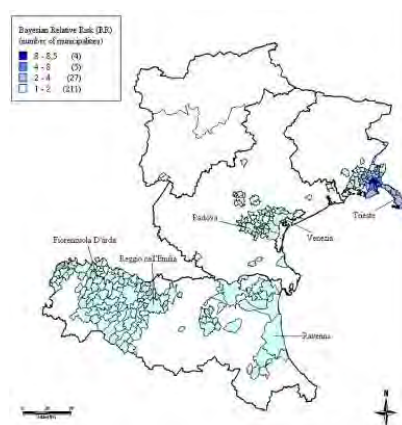 Bayesian Relative Risk (RR)
(number of municipalities)
8 - 8,5 (4)
4 - 8 (5)
2 - 4 (27)
1 - 2 (211)
Trieste
Padova
Venezia
Fiorenzuola D'Arda
Reggio nell'Emilia
Ravenna